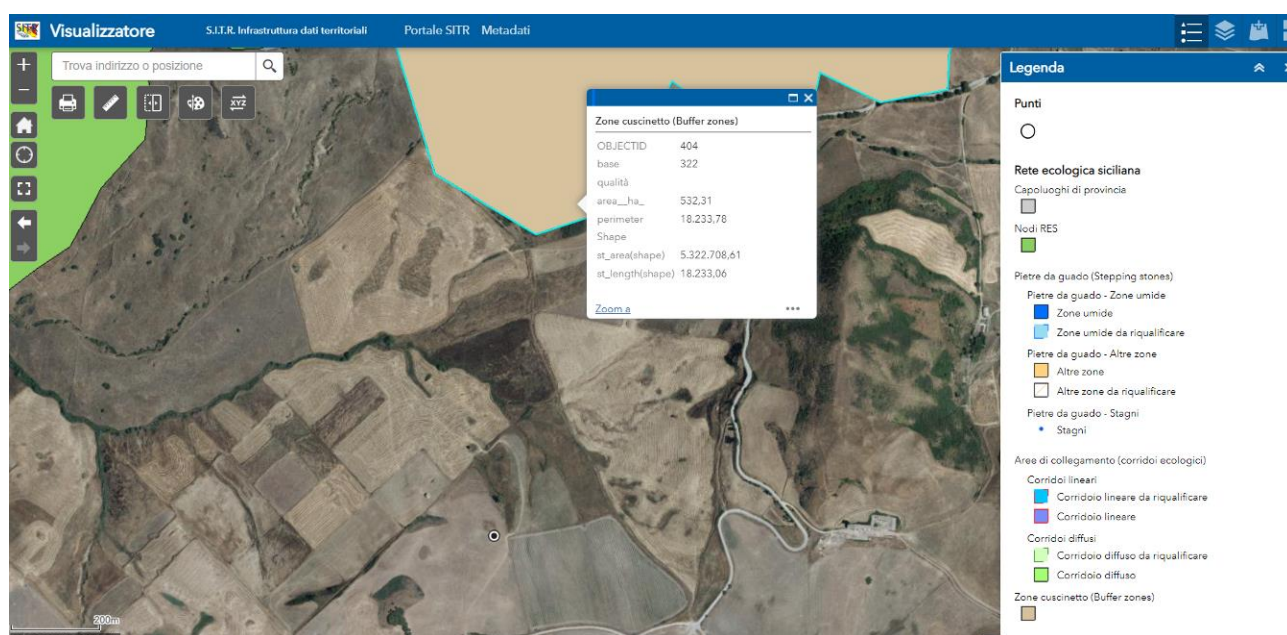 SITR Visualizzatore S.I.T.R. Infrastruttura dati territoriali Portale SITR Metadati
Trova indirizzo o posizione
XYZ
Zone cuscinetto (Buffer zones)
OBJECTID 404
base 322
qualità
area__ha_ 532,31
perimeter 18.233,78
Shape
st_area(shape) 5.322.708,61
st_length(shape) 18.233,06
Zoom a
200m
Legenda
Punti
Rete ecologica siciliana
Capoluoghi di provincia
Nodi RES
Pietre da guado (Stepping stones)
Pietre da guado - Zone umide
Zone umide
Zone umide da riqualificare
Pietre da guado - Altre zone
Altre zone
Altre zone da riqualificare
Pietre da guado - Stagni
Stagni
Aree di collegamento (corridoi ecologici)
Corridoi lineari
Corridoio lineare da riqualificare
Corridoio lineare
Corridoi diffusi
Corridoio diffuso da riqualificare
Corridoio diffuso
Zone cuscinetto (Buffer zones)